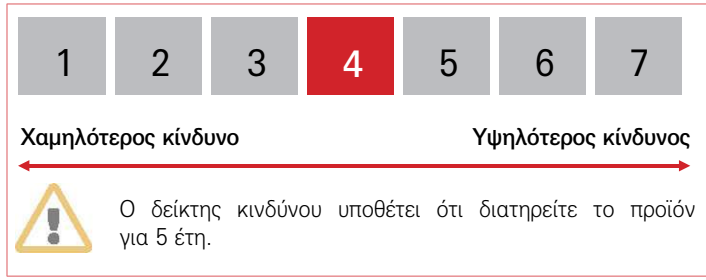 1 2 3 4 5 6 7
Χαμηλότερος κίνδυνο Υψηλότερος κίνδυνος
Ο δείκτης κινδύνου υποθέτει ότι διατηρείτε το προϊόν
για 5 έτη.